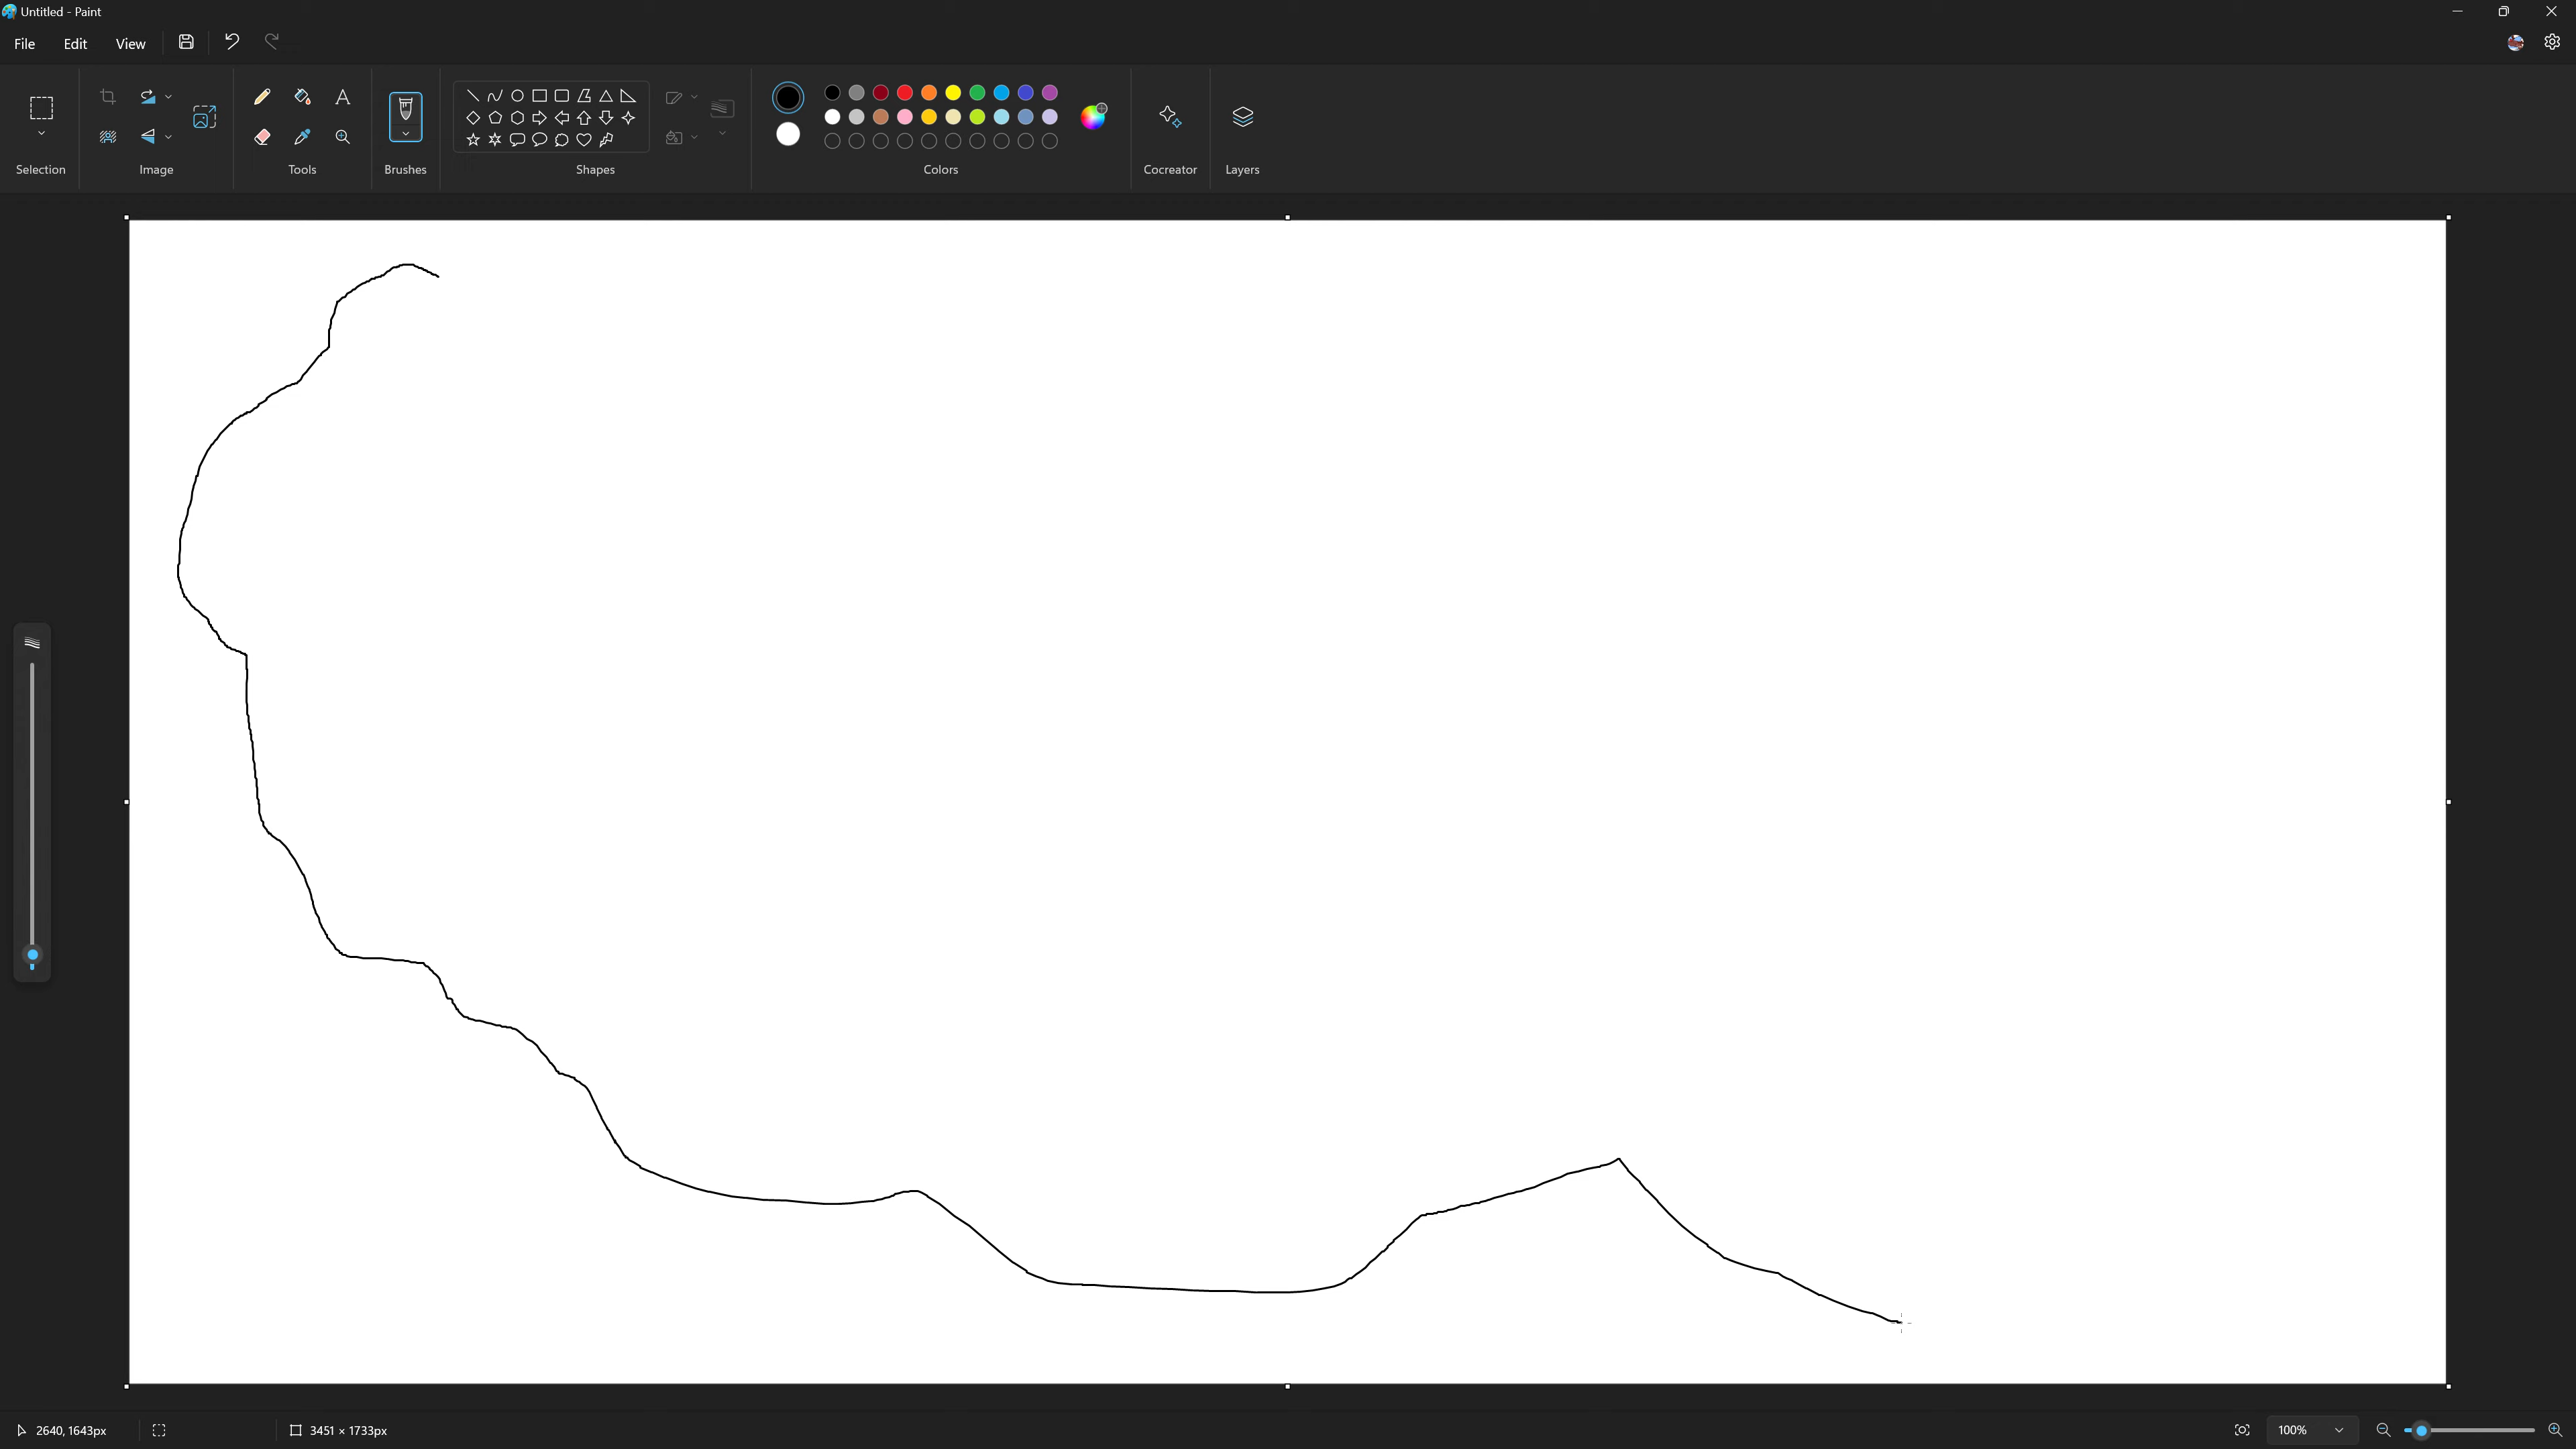 Untitled - Paint
File Edit View
Selection Image Tools Brushes Shapes Colors Cocreator Layers
2640, 1643px 3451 × 1733px 100%